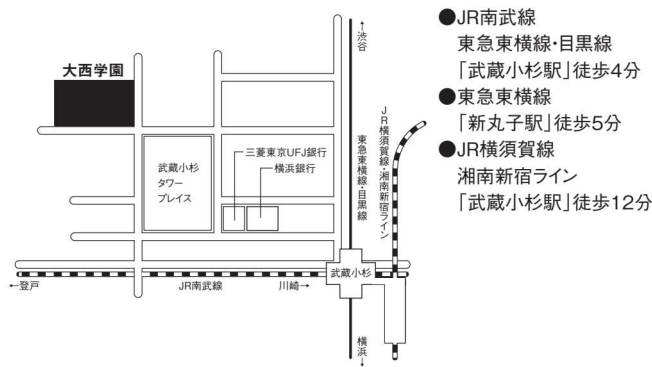 大西学園
武蔵小杉
タワー
プレイス
三菱東京UFJ銀行
横浜銀行
←渋谷
東急東横線・目黒線
JR横須賀線・湘南新宿ライン
武蔵小杉
←登戸
JR南武線
川崎→
横浜→
●JR南武線
東急東横線・目黒線
「武蔵小杉駅」徒歩4分
●東急東横線
「新丸子駅」徒歩5分
●JR横須賀線
湘南新宿ライン
「武蔵小杉駅」徒歩12分